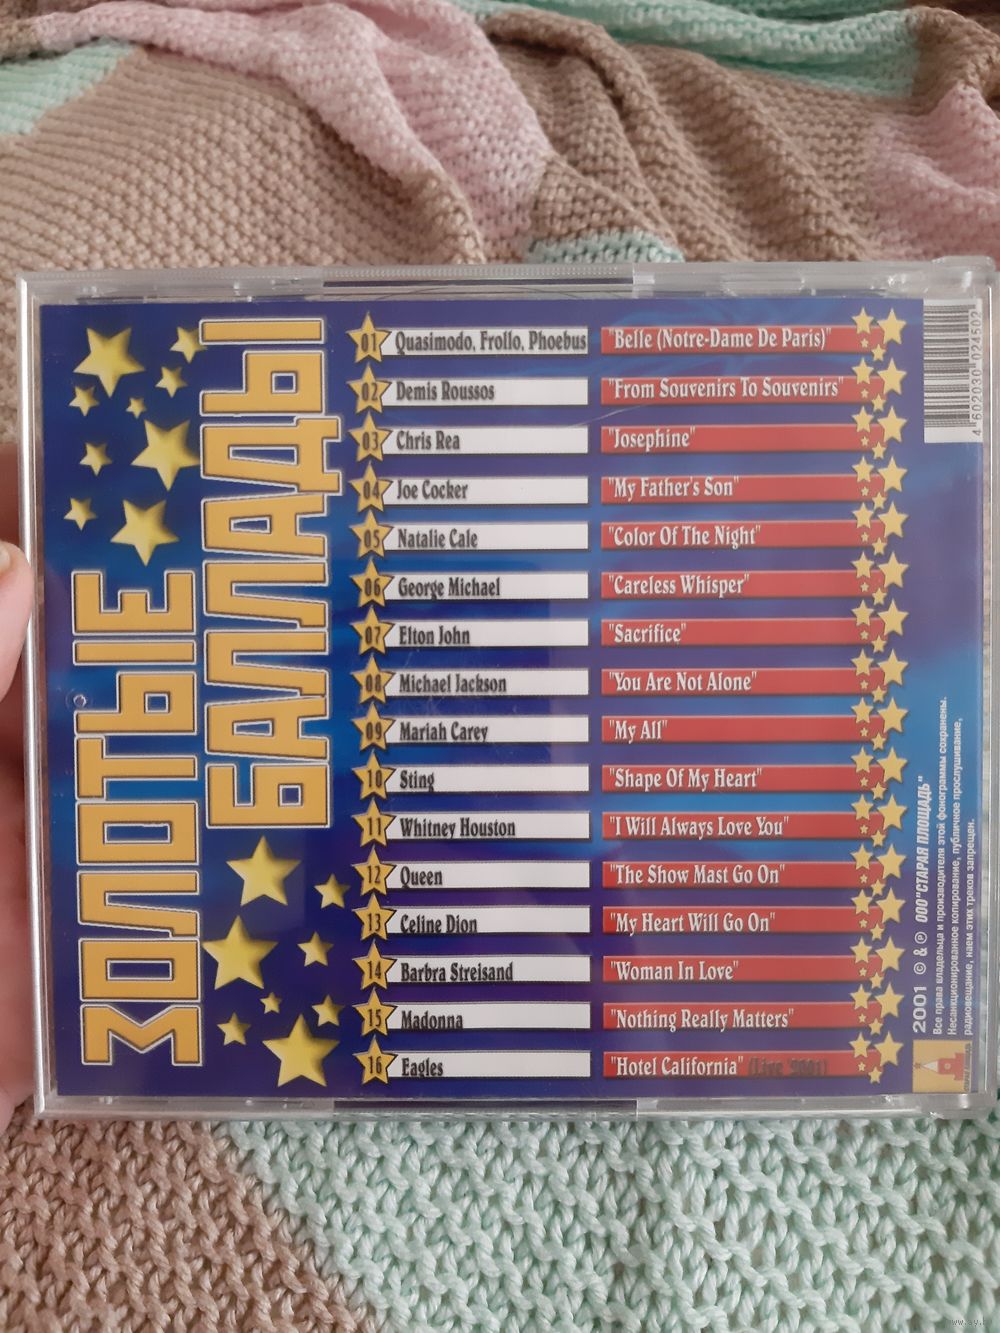 ЗОЛОТЫЕ
БАЛЛАДЫ
01 Quasimodo, Frollo, Phoebus "Belle (Notre-Dame De Paris)"
02 Demis Roussos "From Souvenirs To Souvenirs"
03 Chris Rea "Josephine"
04 Joe Cocker "My Father's Son"
05 Natalie Cale "Color Of The Night"
06 George Michael "Careless Whisper"
07 Elton John "Sacrifice"
08 Michael Jackson "You Are Not Alone"
09 Mariah Carey "My All"
10 Sting "Shape Of My Heart"
11 Whitney Houston "I Will Always Love You"
12 Queen "The Show Mast Go On"
13 Celine Dion "My Heart Will Go On"
14 Barbra Streisand "Woman In Love"
15 Madonna "Nothing Really Matters"
16 Eagles "Hotel California" (Live
4 602030 024502
2001 © & ℗ ООО "СТАРАЯ ПЛОЩАДЬ"
Все права владельца и производителя этой фонограммы сохранены.
Несанкционированное копирование, публичное прослушивание,
радиовещание, наем этих треков запрещен.